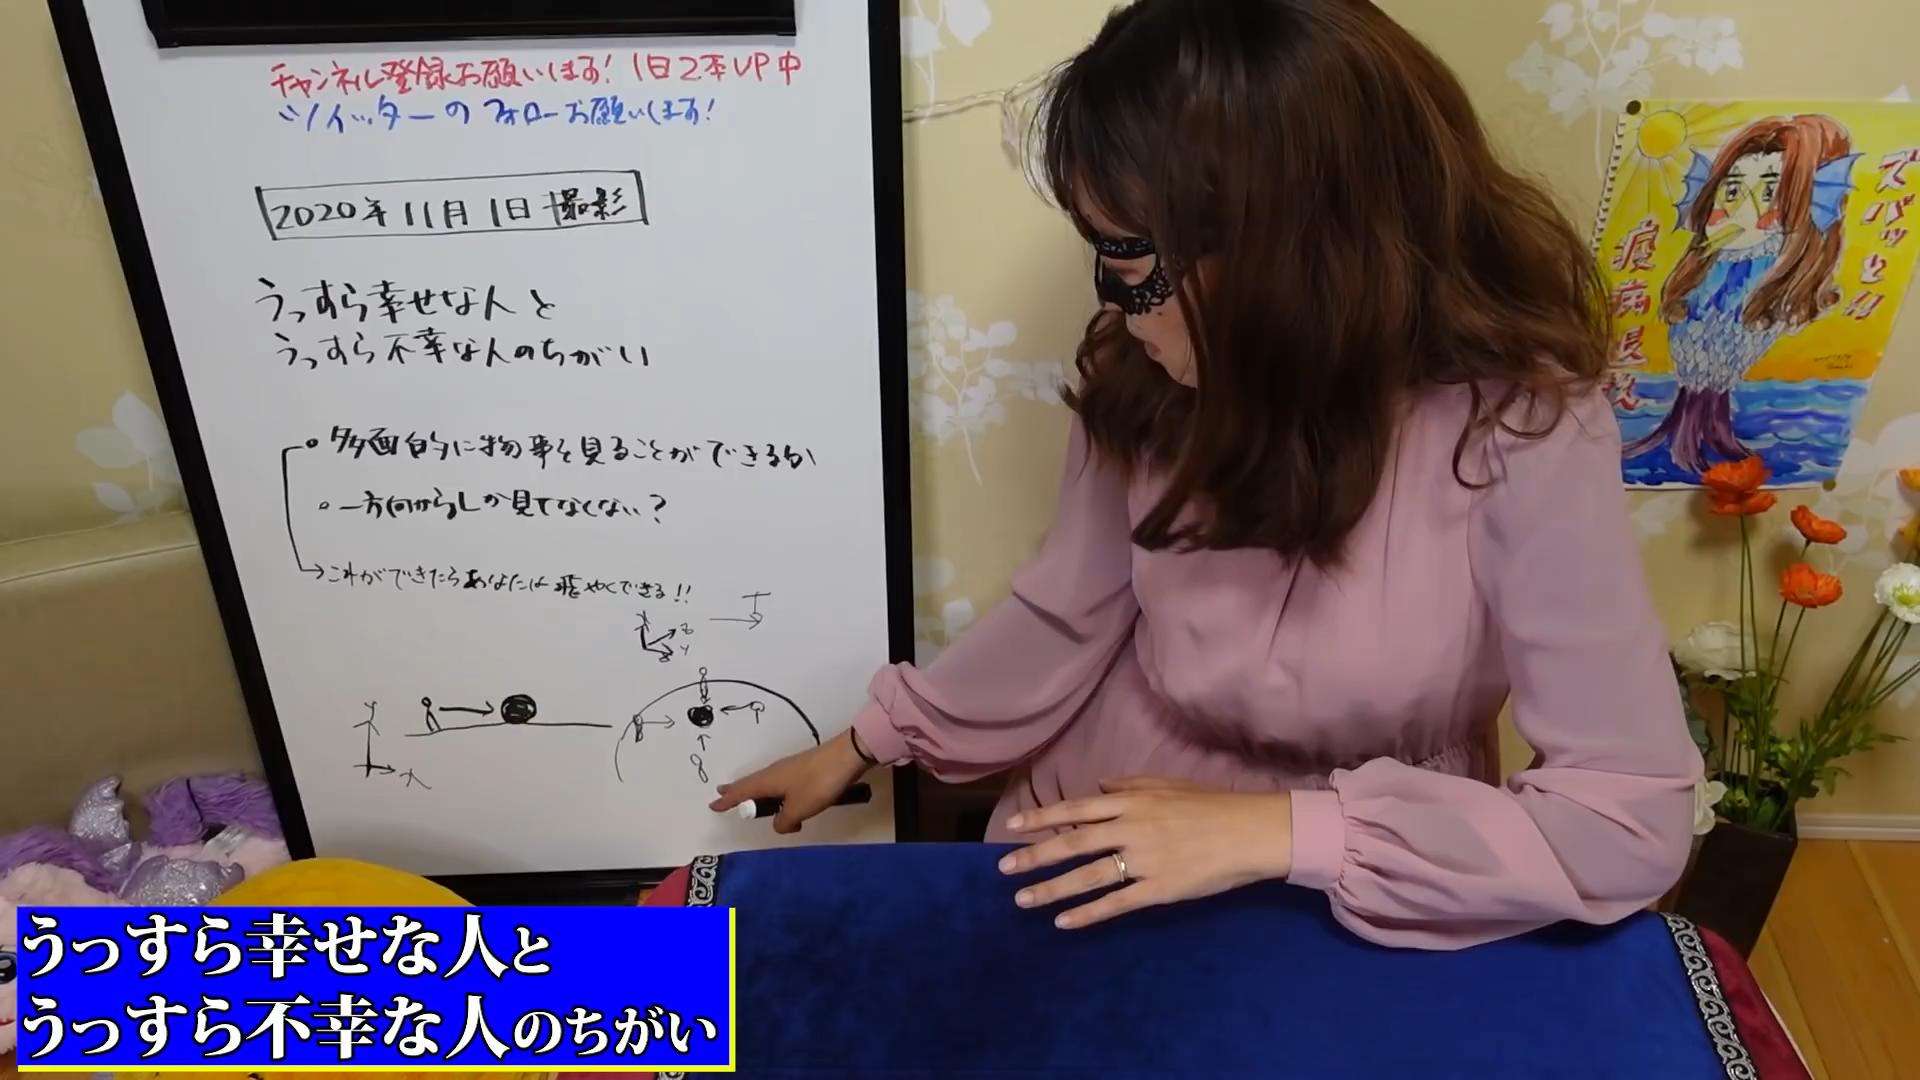 チャンネル登録お願いします! 1日2本UP中
ツイッターのフォローお願いします!
2020年11月1日撮影
うっすら幸せな人と
うっすら不幸な人のちがい
多面的に物事を見ることができるか
一方向からしか見てなくない?
これができたらあなたは飛やくできる!!
Z
Y
Y
X
ズバッと!!
疫病退散
うっすら幸せな人と
うっすら不幸な人のちがい